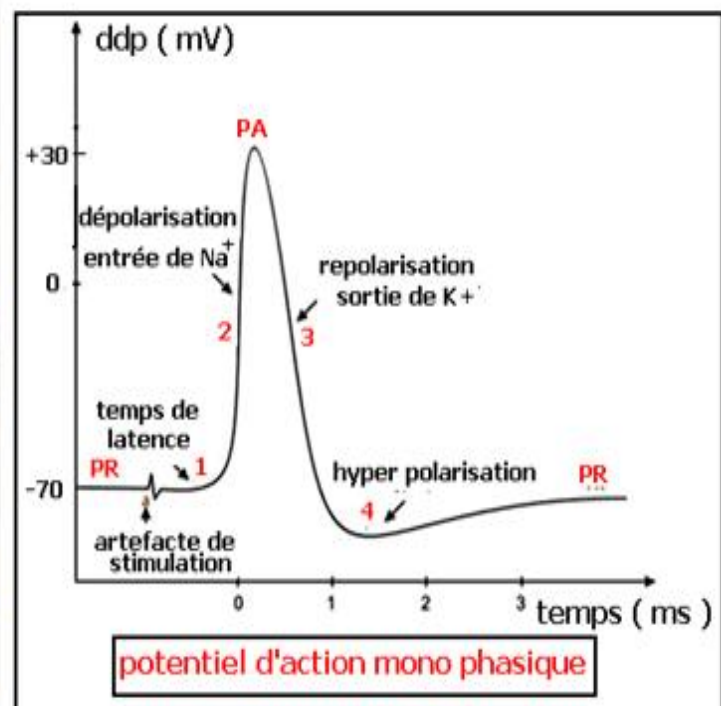 ddp ( mV)
PA
+30
dépolarisation
entrée de Na+
0
repolarisation
sortie de K+
2
3
temps de
latence
PR
1
hyper polarisation
PR
-70
4
artefacte de
stimulation
0
1
2
3
temps ( ms )
potentiel d'action mono phasique